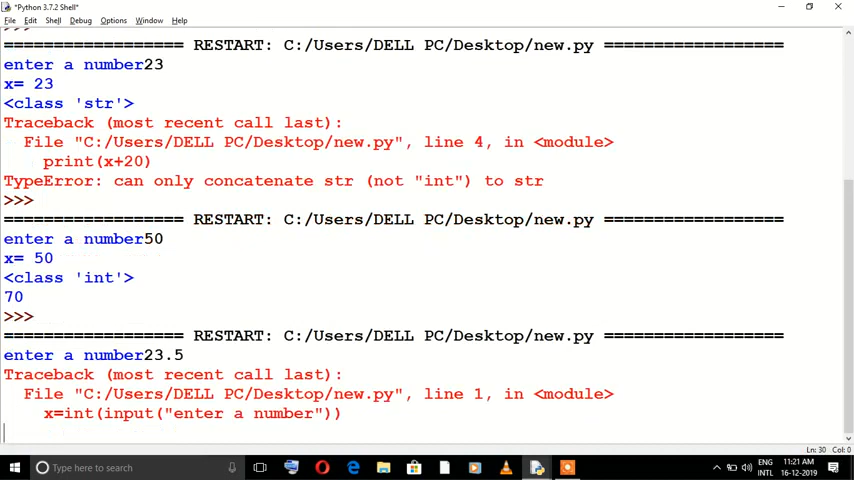 *Python 3.7.2 Shell*
File Edit Shell Debug Options Window Help
>>>
================== RESTART: C:/Users/DELL PC/Desktop/new.py ==================
enter a number23
x= 23
<class 'str'>
Traceback (most recent call last):
  File "C:/Users/DELL PC/Desktop/new.py", line 4, in <module>
    print(x+20)
TypeError: can only concatenate str (not "int") to str
>>>
================== RESTART: C:/Users/DELL PC/Desktop/new.py ==================
enter a number50
x= 50
<class 'int'>
70
>>>
================== RESTART: C:/Users/DELL PC/Desktop/new.py ==================
enter a number23.5
Traceback (most recent call last):
  File "C:/Users/DELL PC/Desktop/new.py", line 1, in <module>
    x=int(input("enter a number"))
Ln: 30 Col: 0
Type here to search
ENG
INTL
11:21 AM
16-12-2019